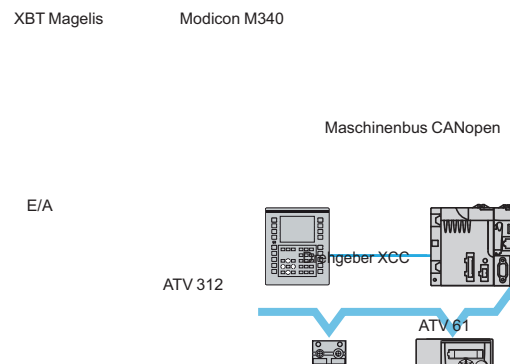 XBT Magelis
Modicon M340
Maschinenbus CANopen
E/A
Drehgeber XCC
ATV 312
ATV 61